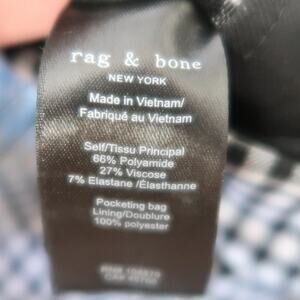 rag & bone
NEW YORK
Made in Vietnam/
Fabriqué au Vietnam
Self/Tissu Principal
66% Polyamide
27% Viscose
7% Elastane /Élasthanne
Pocketing bag
Lining/Doublure
100% polyester